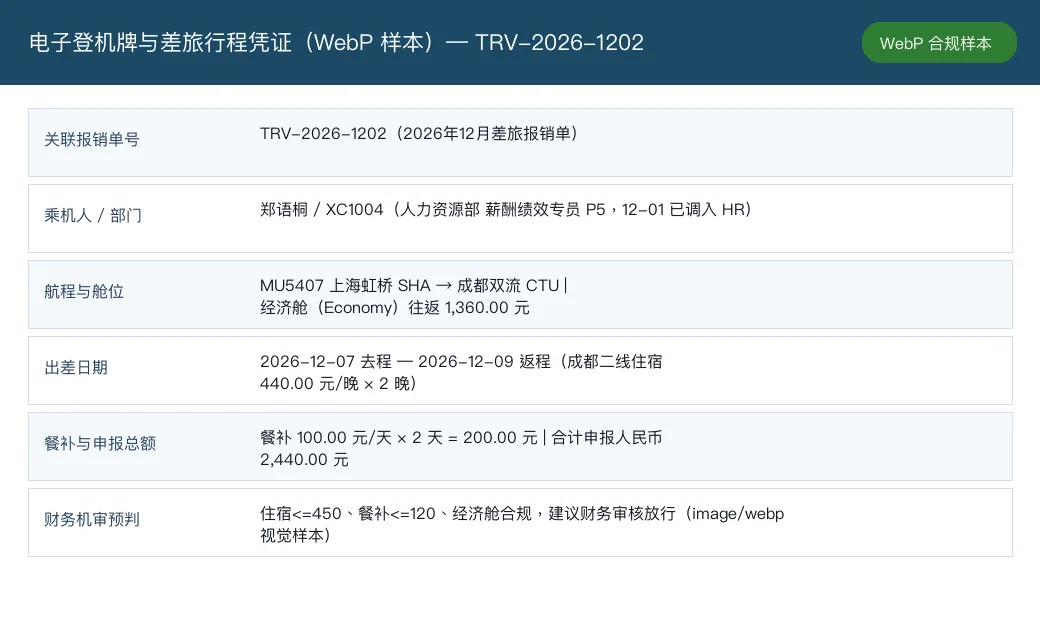 电子登机牌与差旅行程凭证（WebP 样本）— TRV-2026-1202
WebP 合规样本
关联报销单号
TRV-2026-1202（2026年12月差旅报销单）
乘机人 / 部门
郑语桐 / XC1004（人力资源部 薪酬绩效专员 P5，12-01 已调入 HR）
航程与舱位
MU5407 上海虹桥 SHA → 成都双流 CTU |
经济舱（Economy）往返 1,360.00 元
出差日期
2026-12-07 去程 — 2026-12-09 返程（成都二线住宿
440.00 元/晚 × 2 晚）
餐补与申报总额
餐补 100.00 元/天 × 2 天 = 200.00 元 | 合计申报人民币
2,440.00 元
财务机审预判
住宿<=450、餐补<=120、经济舱合规，建议财务审核放行（image/webp
视觉样本）